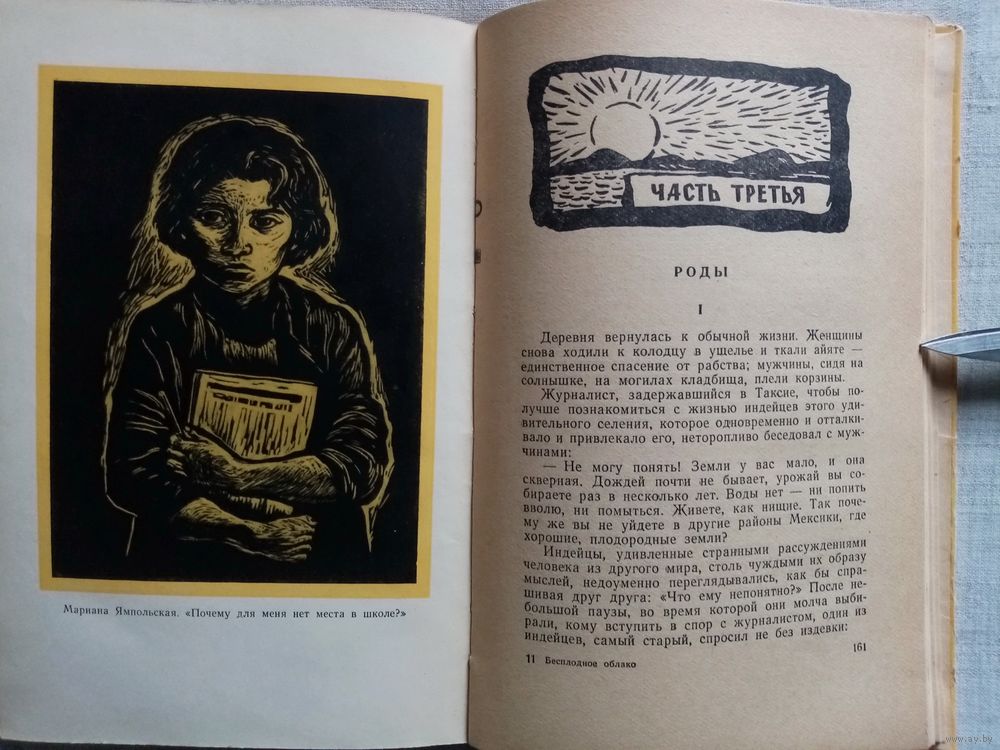 Мариана Ямпольская. «Почему для меня нет места в школе?»
ЧАСТЬ ТРЕТЬЯ
РОДЫ
I
Деревня вернулась к обычной жизни. Женщины
снова ходили к колодцу в ущелье и ткали айяте —
единственное спасение от рабства; мужчины, сидя на
солнышке, на могилах кладбища, плели корзины.
Журналист, задержавшийся в Таксие, чтобы по-
лучше познакомиться с жизнью индейцев этого уди-
вительного селения, которое одновременно и отталки-
вало и привлекало его, неторопливо беседовал с муж-
чинами:
— Не могу понять! Земли у вас мало, и она
скверная. Дождей почти не бывает, урожай вы со-
бираете раз в несколько лет. Воды нет — ни попить
вволю, ни помыться. Живете, как нищие. Так поче-
му же вы не уйдете в другие районы Мексики, где
хорошие, плодородные земли?
Индейцы, удивленные странными рассуждениями
человека из другого мира, столь чуждыми их образу
мыслей, недоуменно переглядывались, как бы спра-
шивая друг друга: «Что ему непонятно?» После не-
большой паузы, во время которой они молча выби-
рали, кому вступить в спор с журналистом, один из
индейцев, самый старый, спросил не без издевки:
161
11 Бесплодное облако
www.ay.by